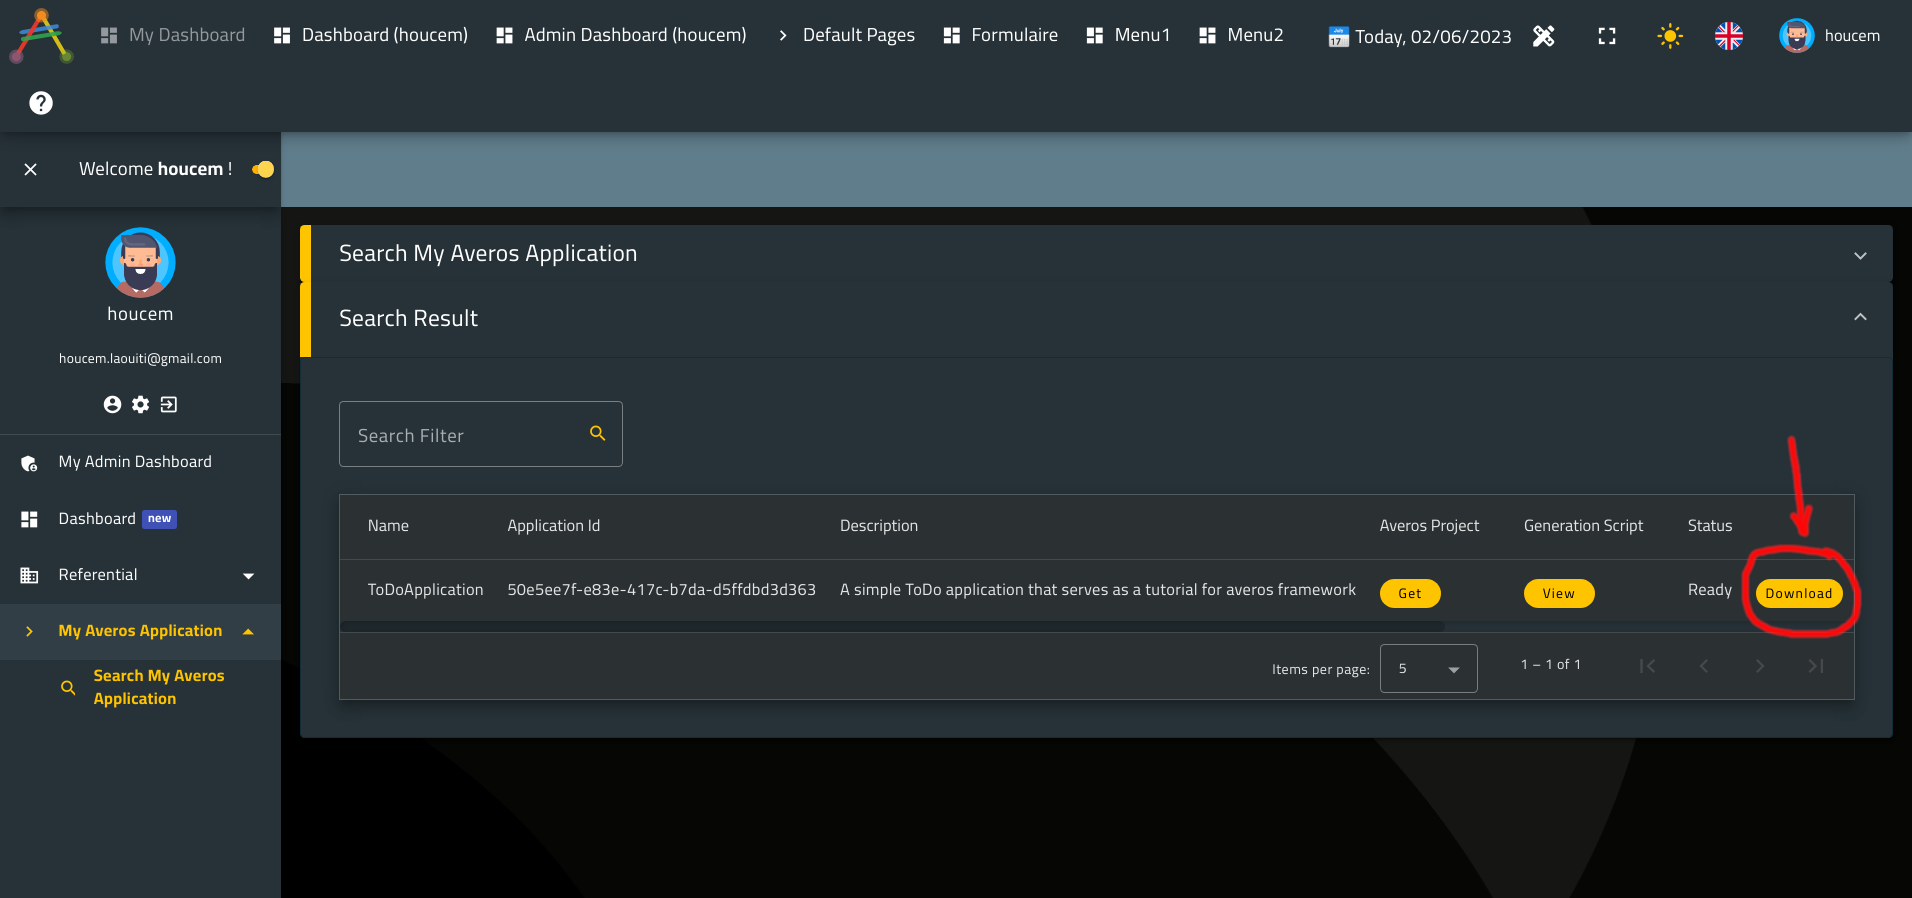 My Dashboard Dashboard (houcem) Admin Dashboard (houcem) Default Pages Formulaire Menu1 Menu2 Today, 02/06/2023 houcem
Welcome houcem !
houcem
houcem.laouiti@gmail.com
My Admin Dashboard
Dashboard new
Referential
My Averos Application
Search My Averos
Application
Search My Averos Application
Search Result
Search Filter
Name Application Id Description Averos Project Generation Script Status
ToDoApplication 50e5ee7f-e83e-417c-b7da-d5ffdbd3d363 A simple ToDo application that serves as a tutorial for averos framework Get View Ready Download
Items per page: 5 1 – 1 of 1